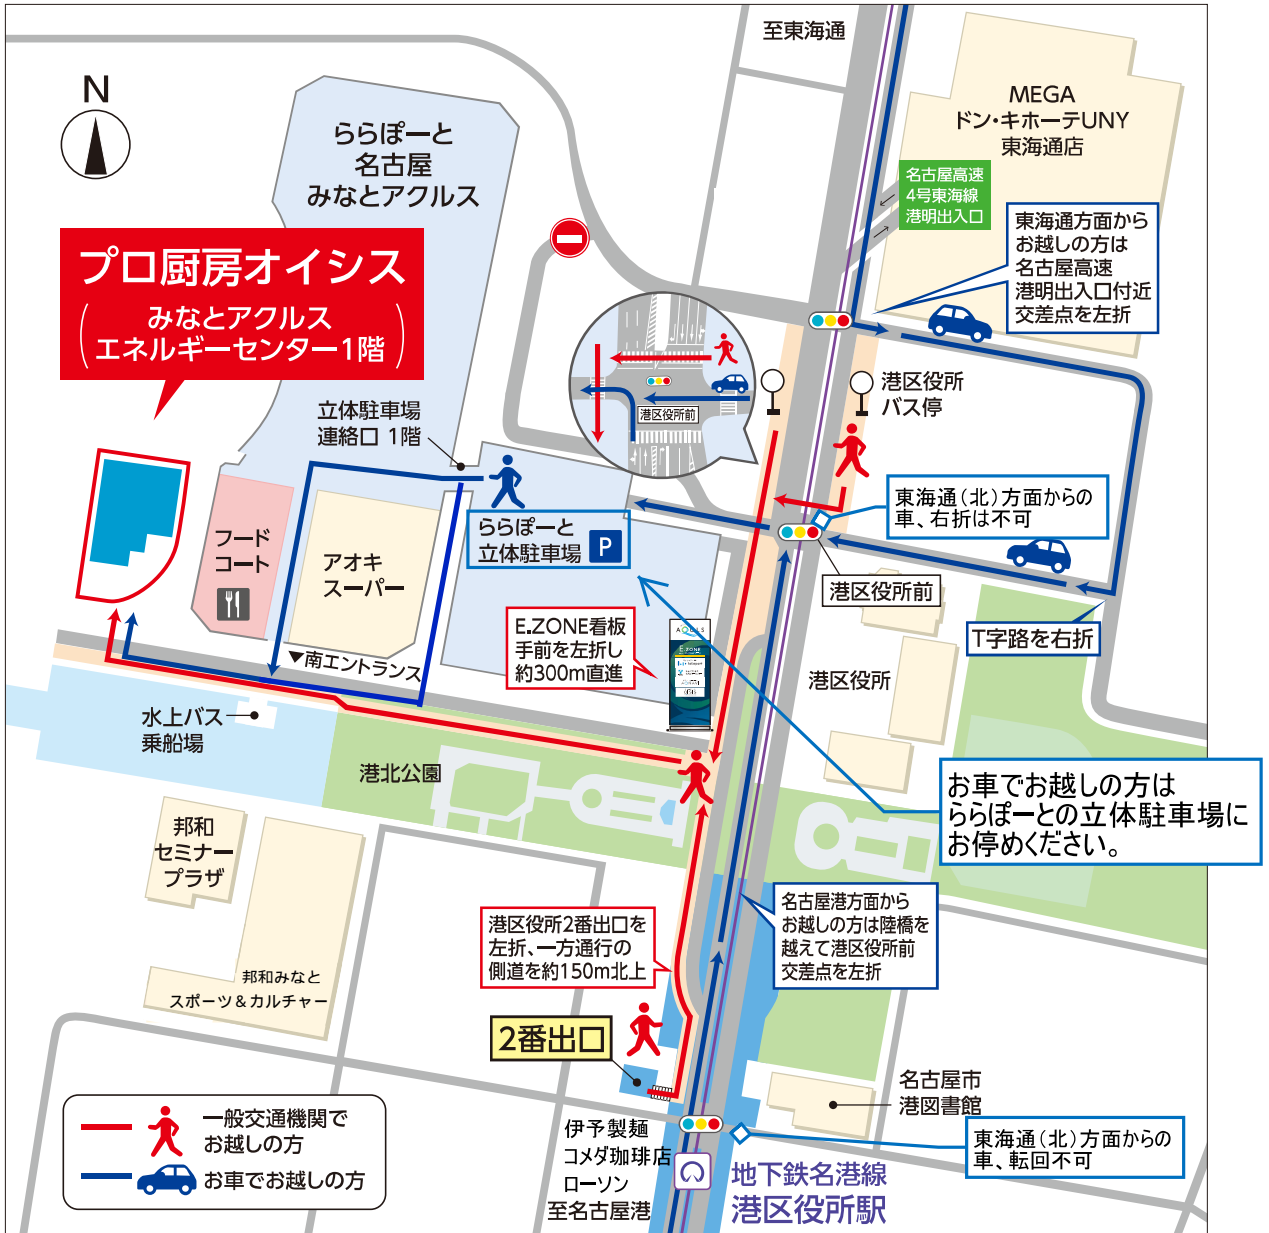 至東海通
N
MEGA
ドン・キホーテUNY
東海通店
ららぽーと
名古屋
みなとアクルス
名古屋高速
4号東海線
港明出入口
東海通方面から
お越しの方は
名古屋高速
港明出入口付近
交差点を左折
プロ厨房オイシス
(みなとアクルス
エネルギーセンター1階)
立体駐車場
連絡口 1階
港区役所前
港区役所
バス停
東海通(北)方面からの
車、右折は不可
ららぽーと
立体駐車場 P
フード
コート
アオキ
スーパー
港区役所前
T字路を右折
E.ZONE看板
手前を左折し
約300m直進
AQULS
E.ZONE
▼南エントランス
港区役所
水上バス
乗船場
港北公園
お車でお越しの方は
ららぽーとの立体駐車場に
お停めください。
邦和
セミナー
プラザ
港区役所2番出口を
左折、一方通行の
側道を約150m北上
名古屋港方面から
お越しの方は陸橋を
越えて港区役所前
交差点を左折
邦和みなと
スポーツ＆カルチャー
2番出口
名古屋市
港図書館
一般交通機関で
お越しの方
お車でお越しの方
伊予製麺
コメダ珈琲店
ローソン
至名古屋港
東海通(北)方面からの
車、転回不可
地下鉄名港線
港区役所駅